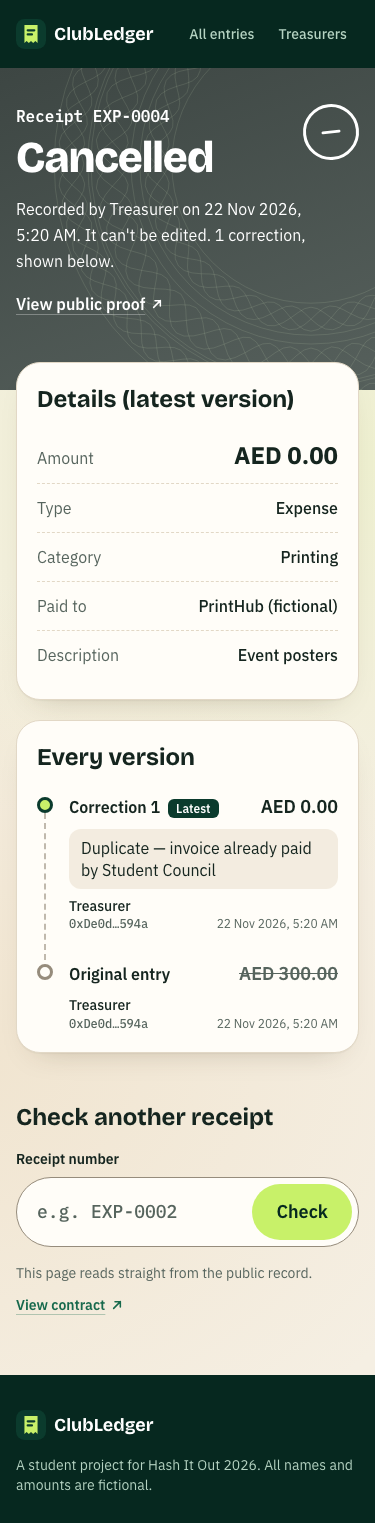 ClubLedger All entries Treasurers
Receipt EXP-0004
Cancelled
Recorded by Treasurer on 22 Nov 2026,
5:20 AM. It can't be edited. 1 correction,
shown below.
View public proof ↗
Details (latest version)
Amount AED 0.00
Type Expense
Category Printing
Paid to PrintHub (fictional)
Description Event posters
Every version
Correction 1 Latest AED 0.00
Duplicate — invoice already paid
by Student Council
Treasurer
0xDe0d…594a 22 Nov 2026, 5:20 AM
Original entry AED 300.00
Treasurer
0xDe0d…594a 22 Nov 2026, 5:20 AM
Check another receipt
Receipt number
e.g. EXP-0002 Check
This page reads straight from the public record.
View contract ↗
ClubLedger
A student project for Hash It Out 2026. All names and
amounts are fictional.